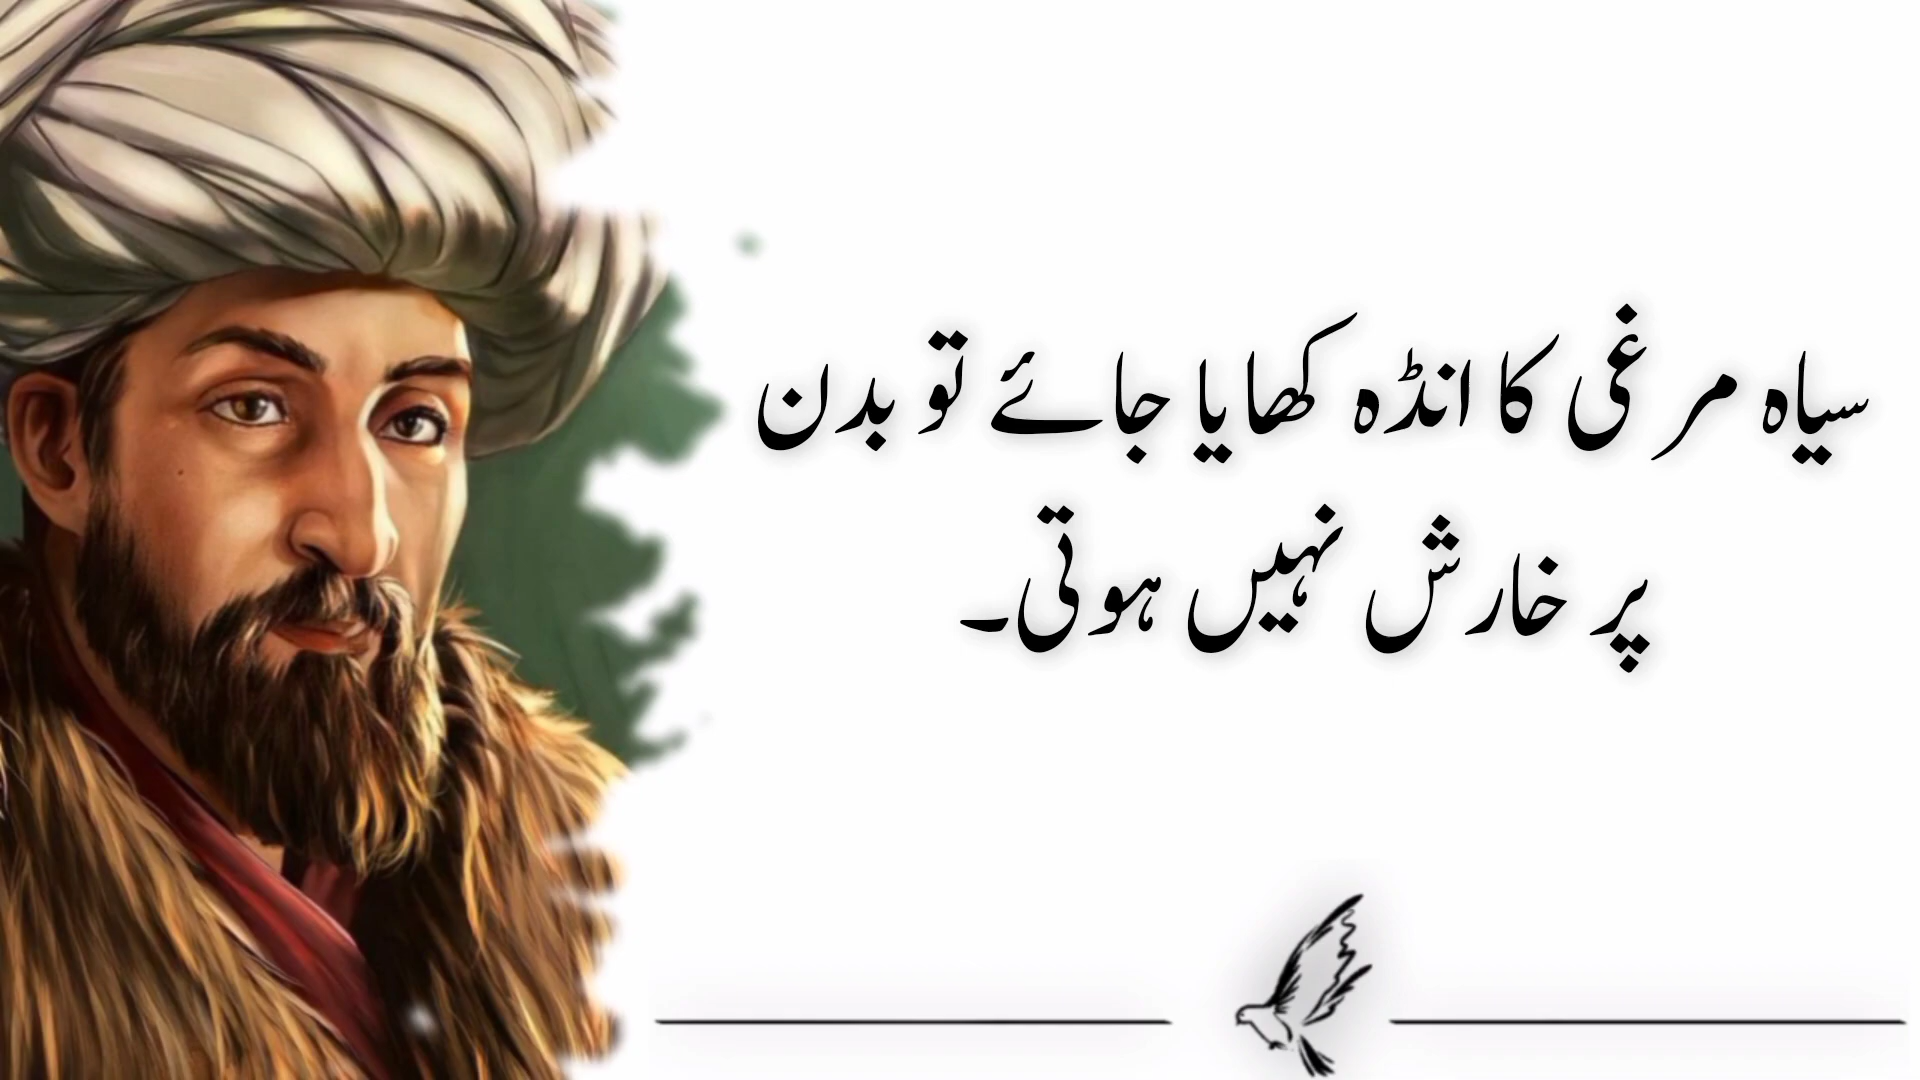 سیاہ مرغی کا انڈہ کھایا جائے تو بدن
پر خارش نہیں ہوتی۔